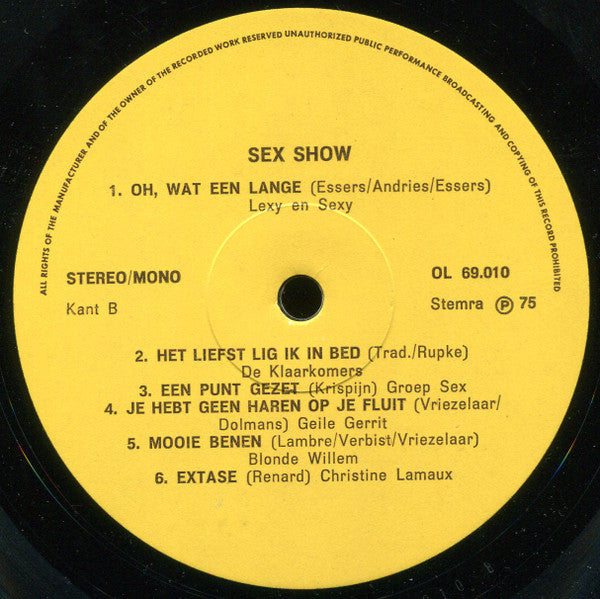 ALL RIGHTS OF THE MANUFACTURER AND OF THE OWNER OF THE RECORDED WORK RESERVED UNAUTHORIZED PUBLIC PERFORMANCE BROADCASTING AND COPYING OF THIS RECORD PROHIBITED
SEX SHOW
1. OH, WAT EEN LANGE (Essers/Andries/Essers)
Lexy en Sexy
STEREO/MONO
OL 69.010
Kant B
Stemra Ⓟ 75
2. HET LIEFST LIG IK IN BED (Trad./Rupke)
De Klaarkomers
3. EEN PUNT GEZET (Krispijn) Groep Sex
4. JE HEBT GEEN HAREN OP JE FLUIT (Vriezelaar/
Dolmans) Geile Gerrit
5. MOOIE BENEN (Lambre/Verbist/Vriezelaar)
Blonde Willem
6. EXTASE (Renard) Christine Lamaux